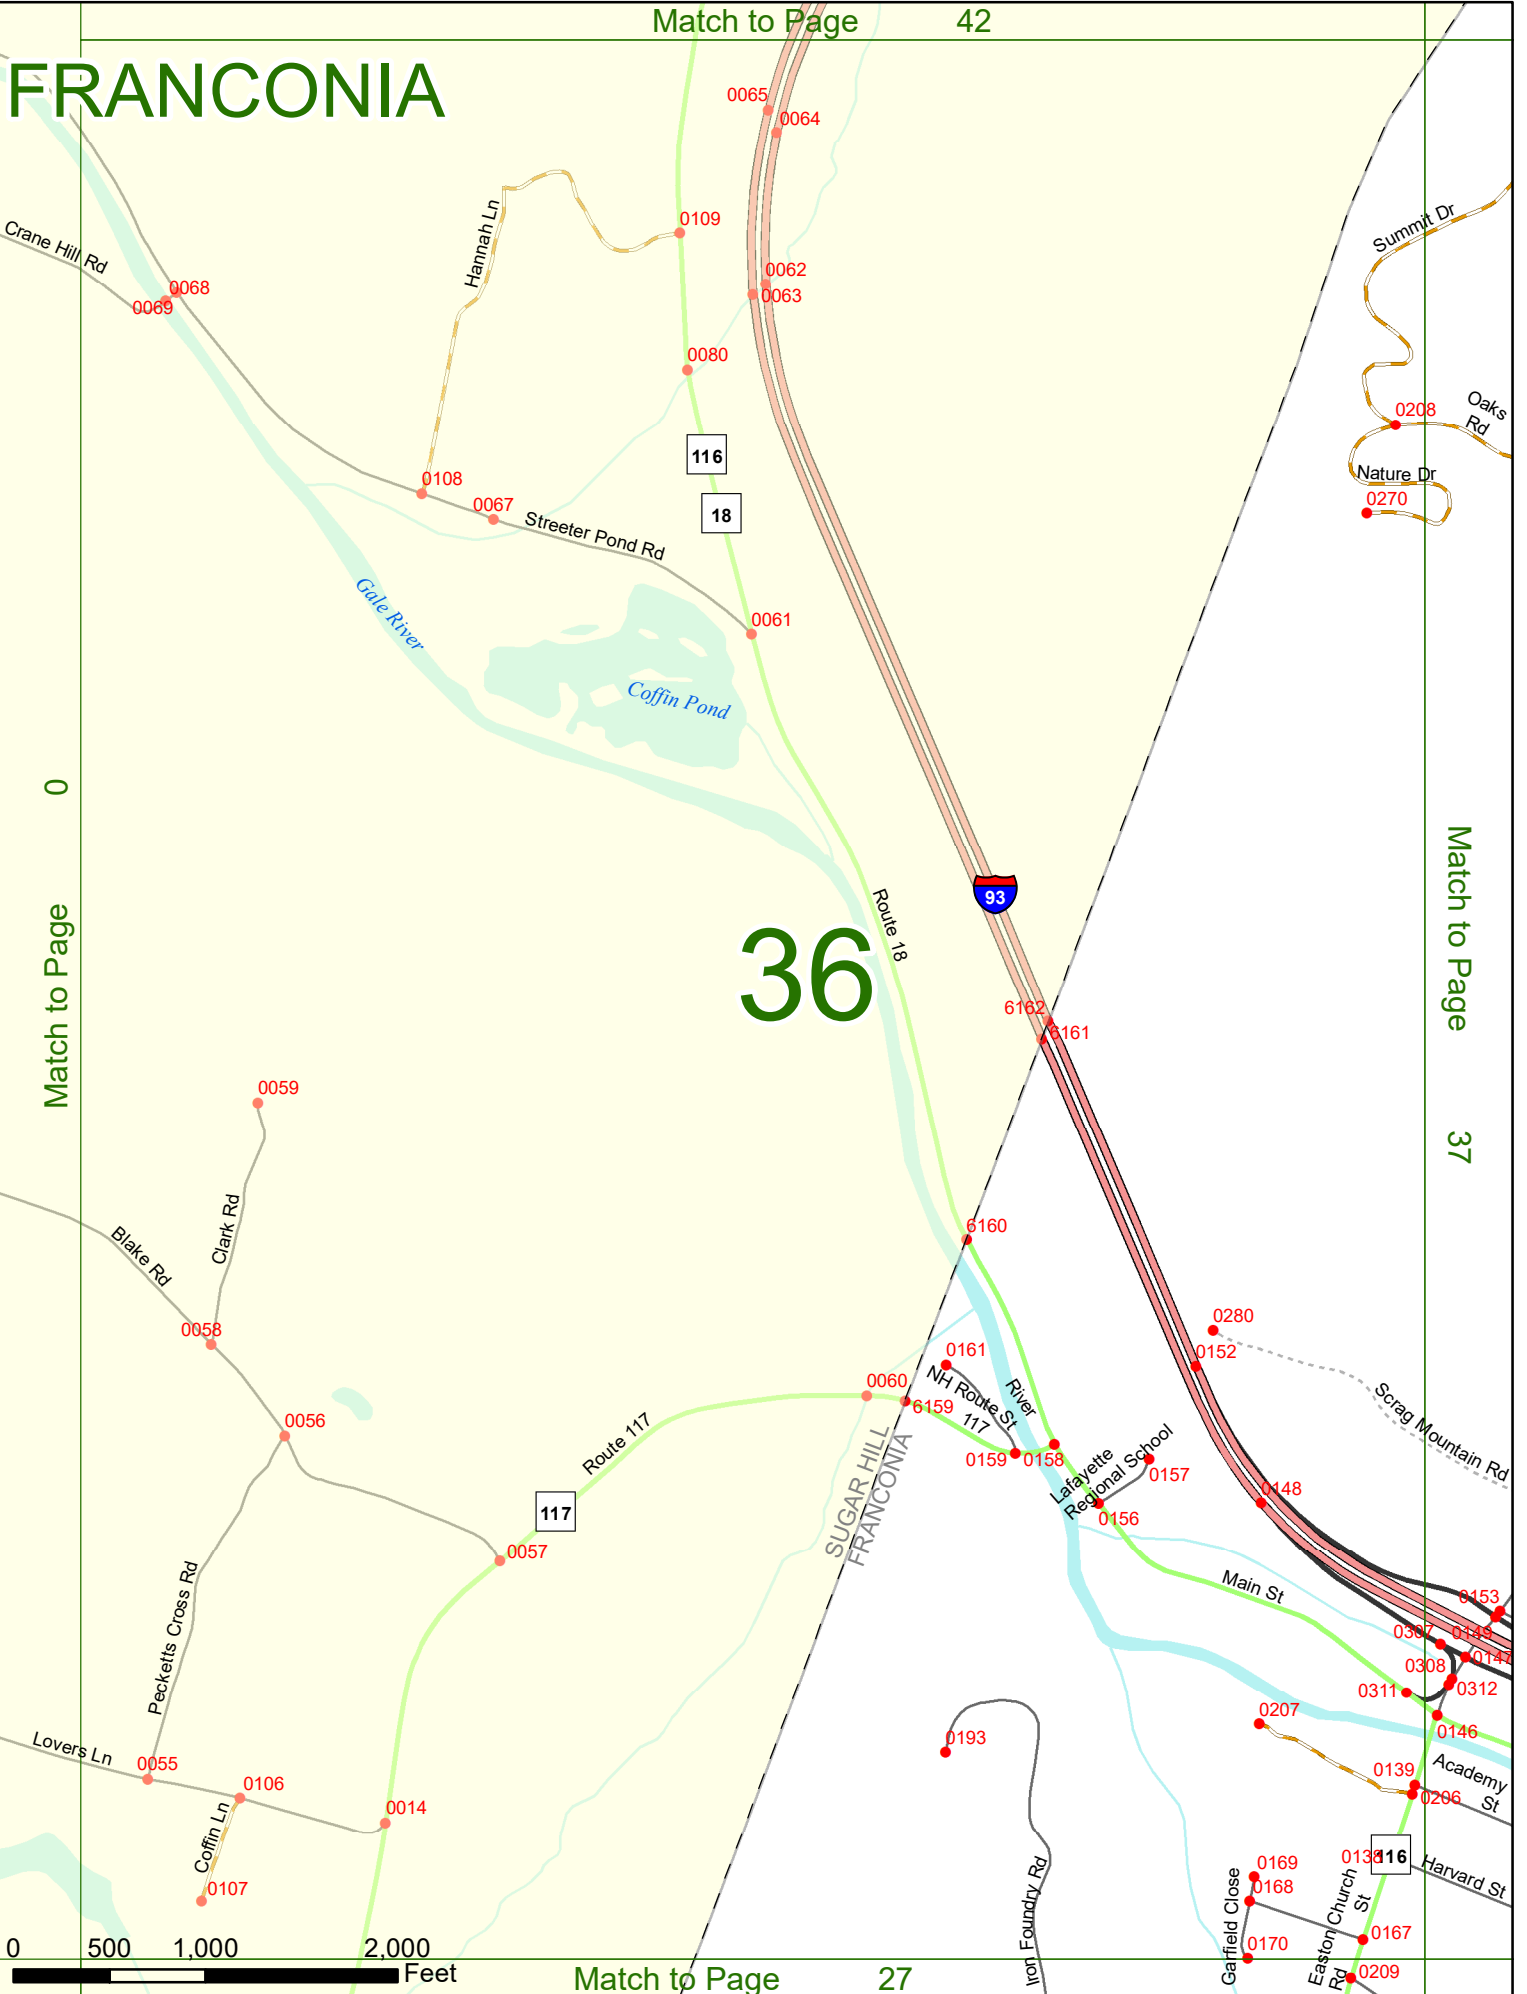 Match to Page 42
FRANCONIA
0065
0064
Summit Dr
Hannah Ln
0109
Crane Hill Rd
0068
0069
0062
0063
0080
Oaks
Rd
0208
116
Nature Dr
0108
0270
0067
18
Streeter Pond Rd
Gale River
0061
Coffin Pond
Match to Page 0
Match to Page 37
93
Route 18
36
6162
6161
0059
Clark Rd
Blake Rd
6160
0058
0280
0152
0161
0060
6159
NH Route St
117
River
Scrag Mountain Rd
0056
Route 117
SUGAR HILL
FRANCONIA
0159
0158
Lafayette
Regional School
0157
0148
117
0156
0057
Main St
Pecketts Cross Rd
0153
0307
0149
0147
0308
0312
0311
0207
0146
Lovers Ln
0193
0055
0106
0139
Academy
St
0206
0014
Coffin Ln
0138
116
Harvard St
0107
0169
0168
Iron Foundry Rd
Garfield Close
Easton Church
St
Rd
0167
0170
0209
0 500 1,000 2,000
Feet
Match to Page 27